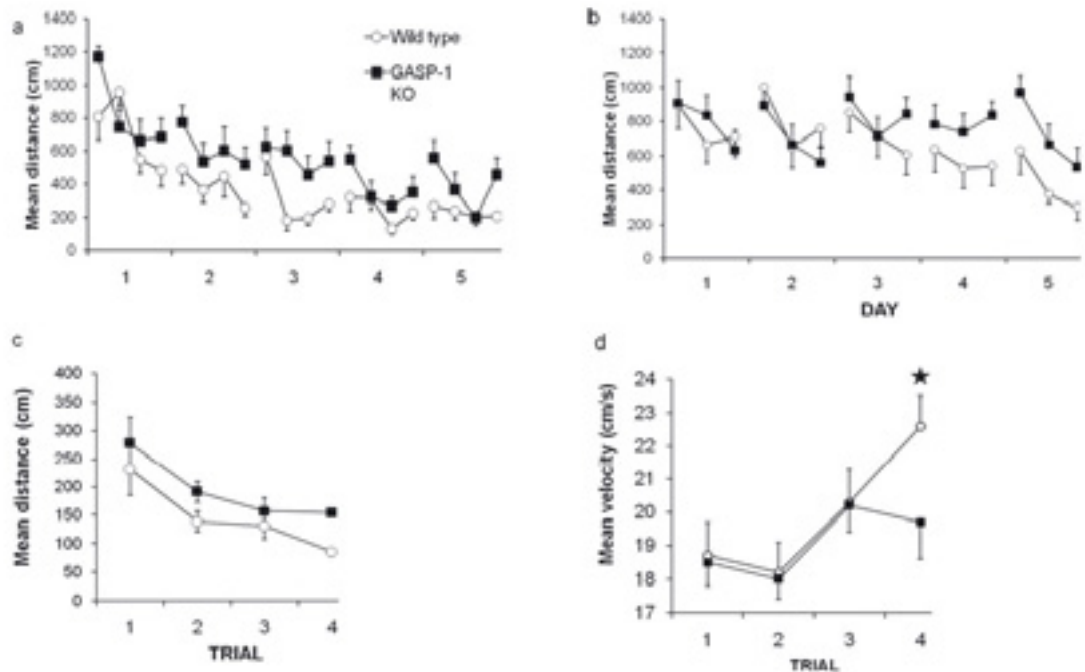 a
Mean distance (cm)
1400
1200
1000
800
600
400
200
0
1 2 3 4 5
Wild type
GASP-1
KO
b
Mean distance (cm)
1400
1200
1000
800
600
400
200
0
1 2 3 4 5
DAY
c
Mean distance (cm)
400
350
300
250
200
150
100
50
0
1 2 3 4
TRIAL
d
Mean velocity (cm/s)
24
23
22
21
20
19
18
17
1 2 3 4
TRIAL